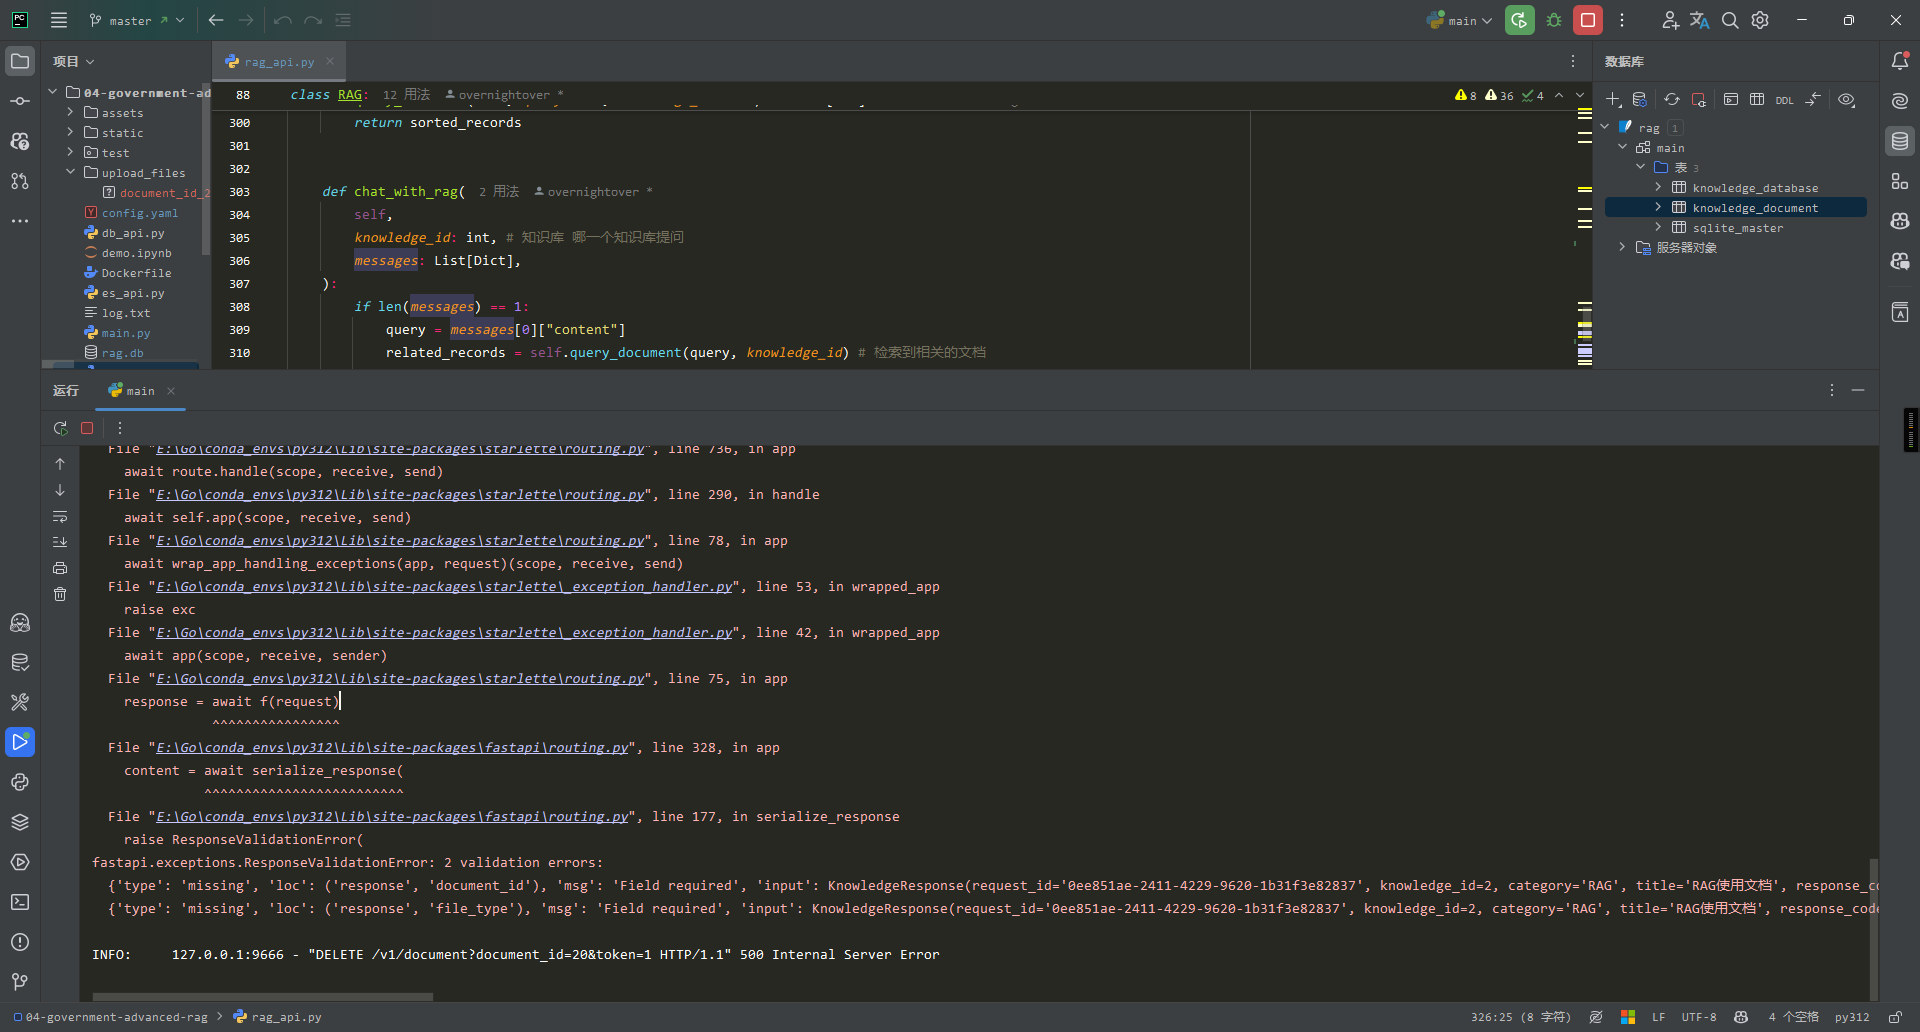 PC master main
项目 rag_api.py × 数据库
04-government-ad
assets
static
test
upload_files
document_id_2
config.yaml
db_api.py
demo.ipynb
Dockerfile
es_api.py
log.txt
main.py
rag.db
88 class RAG: 12 用法 overnightover *
8 36 4
300 return sorted_records
301
302
303 def chat_with_rag( 2 用法 overnightover *
304 self,
305 knowledge_id: int, # 知识库 哪一个知识库提问
306 messages: List[Dict],
307 ):
308 if len(messages) == 1:
309 query = messages[0]["content"]
310 related_records = self.query_document(query, knowledge_id) # 检索到相关的文档
DDL
rag 1
main
表 3
knowledge_database
knowledge_document
sqlite_master
服务器对象
运行 main ×
File "E:\Go\conda_envs\py312\Lib\site-packages\starlette\routing.py", line 736, in app
await route.handle(scope, receive, send)
File "E:\Go\conda_envs\py312\Lib\site-packages\starlette\routing.py", line 290, in handle
await self.app(scope, receive, send)
File "E:\Go\conda_envs\py312\Lib\site-packages\starlette\routing.py", line 78, in app
await wrap_app_handling_exceptions(app, request)(scope, receive, send)
File "E:\Go\conda_envs\py312\Lib\site-packages\starlette\_exception_handler.py", line 53, in wrapped_app
raise exc
File "E:\Go\conda_envs\py312\Lib\site-packages\starlette\_exception_handler.py", line 42, in wrapped_app
await app(scope, receive, sender)
File "E:\Go\conda_envs\py312\Lib\site-packages\starlette\routing.py", line 75, in app
response = await f(request)
^^^^^^^^^^^^^^^^
File "E:\Go\conda_envs\py312\Lib\site-packages\fastapi\routing.py", line 328, in app
content = await serialize_response(
^^^^^^^^^^^^^^^^^^^^^^^^^
File "E:\Go\conda_envs\py312\Lib\site-packages\fastapi\routing.py", line 177, in serialize_response
raise ResponseValidationError(
fastapi.exceptions.ResponseValidationError: 2 validation errors:
{'type': 'missing', 'loc': ('response', 'document_id'), 'msg': 'Field required', 'input': KnowledgeResponse(request_id='0ee851ae-2411-4229-9620-1b31f3e82837', knowledge_id=2, category='RAG', title='RAG使用文档', response_co
{'type': 'missing', 'loc': ('response', 'file_type'), 'msg': 'Field required', 'input': KnowledgeResponse(request_id='0ee851ae-2411-4229-9620-1b31f3e82837', knowledge_id=2, category='RAG', title='RAG使用文档', response_code
INFO: 127.0.0.1:9666 - "DELETE /v1/document?document_id=20&token=1 HTTP/1.1" 500 Internal Server Error
04-government-advanced-rag > rag_api.py 326:25 (8 字符) LF UTF-8 4 个空格 py312